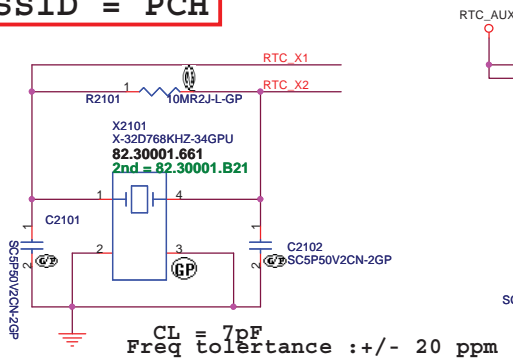 SSID = PCH
RTC_AUX
RTC_X1
RTC_X2
R2101
1
10MR2J-L-GP
X2101
X-32D768KHZ-34GPU
82.30001.661
2nd = 82.30001.B21
1
4
2
3
GP
C2101
1
2
SC5P50V2CN-2GP
1
2
C2102
SC5P50V2CN-2GP
CL = 7pF
Freq toltertance :+/- 20 ppm